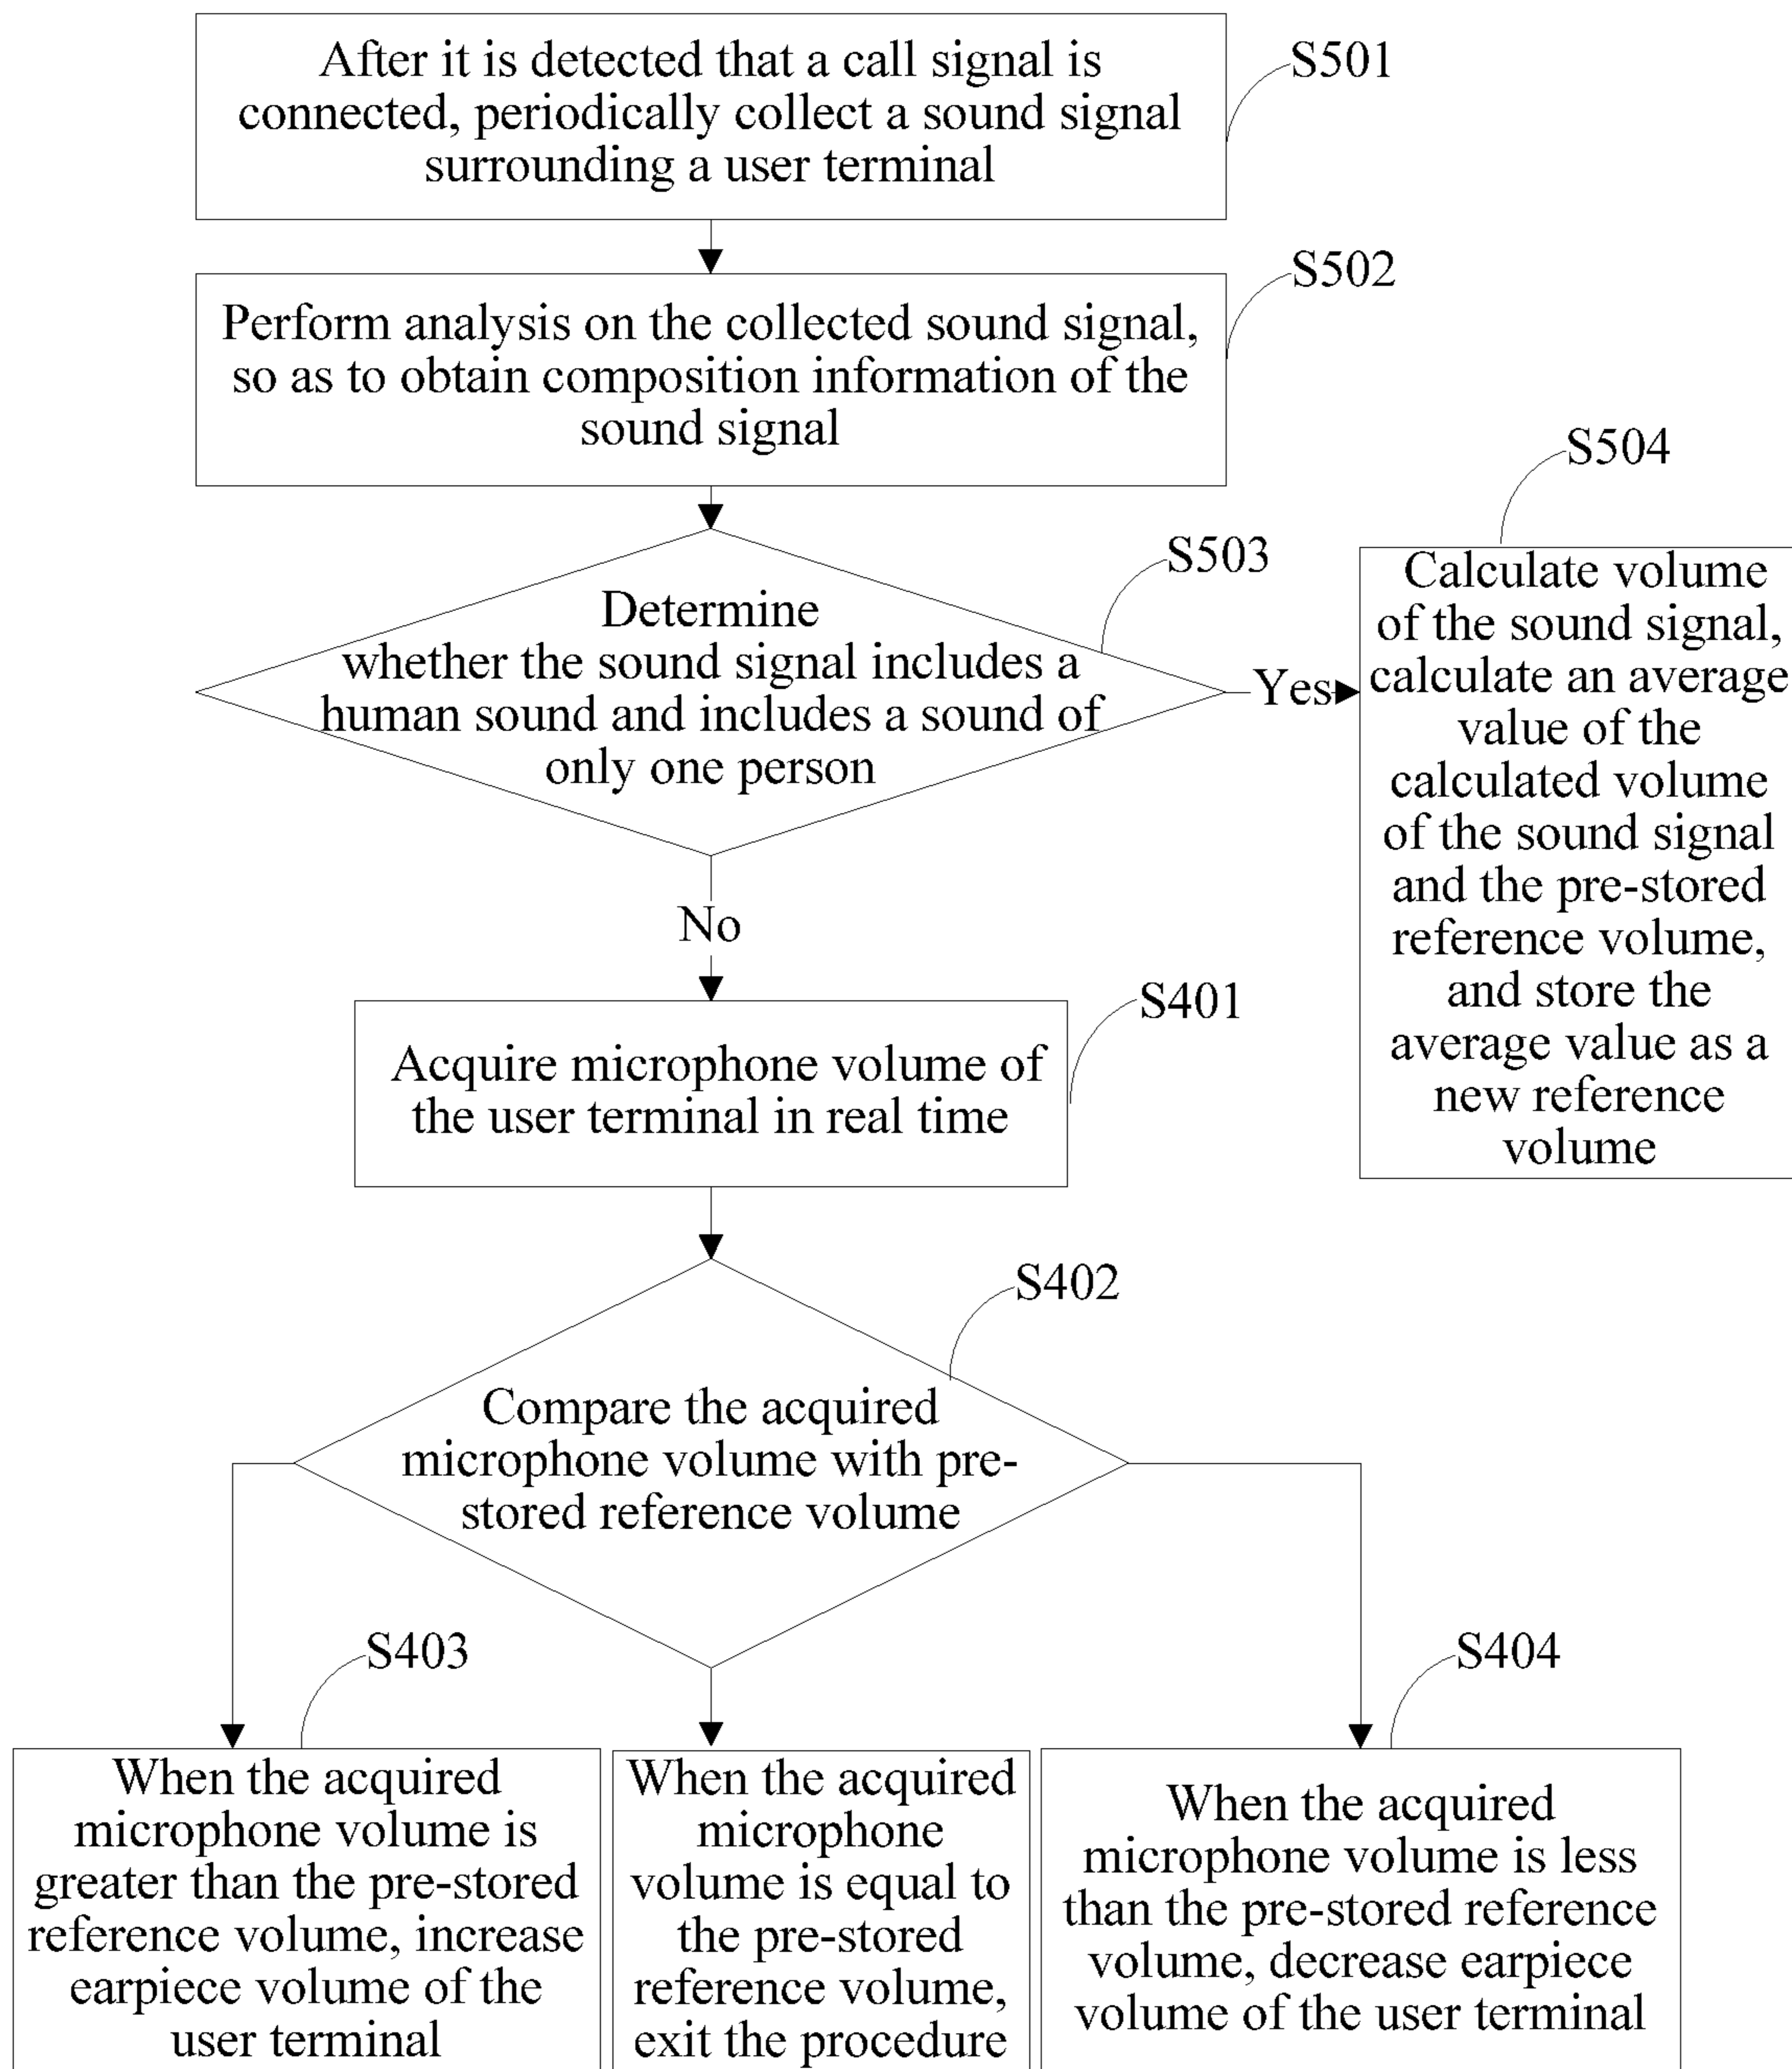 After it is detected that a call signal is
connected, periodically collect a sound signal
surrounding a user terminal
S501
Perform analysis on the collected sound signal,
so as to obtain composition information of the
sound signal
S502
Determine
whether the sound signal includes a
human sound and includes a sound of
only one person
S503
Yes
S504
Calculate volume
of the sound signal,
calculate an average
value of the
calculated volume
of the sound signal
and the pre-stored
reference volume,
and store the
average value as a
new reference
volume
No
S401
Acquire microphone volume of
the user terminal in real time
S402
Compare the acquired
microphone volume with pre-
stored reference volume
S403
When the acquired
microphone volume is
greater than the pre-stored
reference volume, increase
earpiece volume of the
user terminal
When the acquired
microphone
volume is equal to
the pre-stored
reference volume,
exit the procedure
S404
When the acquired
microphone volume is less
than the pre-stored reference
volume, decrease earpiece
volume of the user terminal